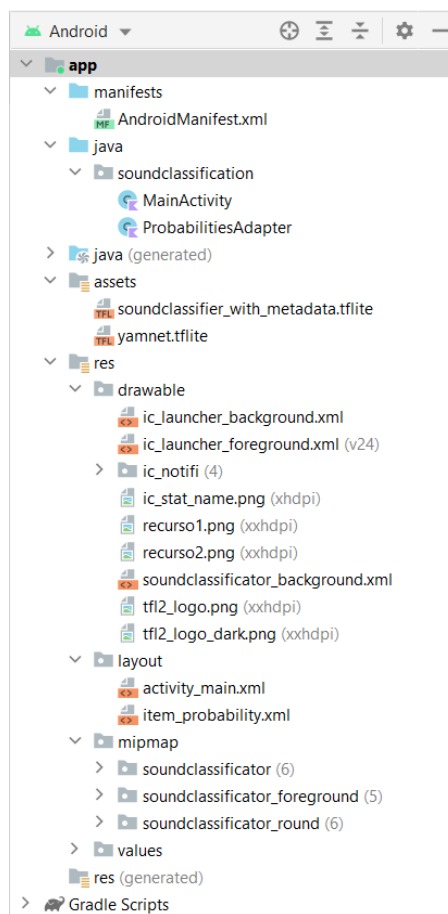 Android
app
manifests
MF AndroidManifest.xml
java
soundclassification
MainActivity
ProbabilitiesAdapter
java (generated)
assets
TFL soundclassifier_with_metadata.tflite
TFL yamnet.tflite
res
drawable
ic_launcher_background.xml
ic_launcher_foreground.xml (v24)
ic_notifi (4)
ic_stat_name.png (xhdpi)
recurso1.png (xxhdpi)
recurso2.png (xxhdpi)
soundclassificator_background.xml
tfl2_logo.png (xxhdpi)
tfl2_logo_dark.png (xxhdpi)
layout
activity_main.xml
item_probability.xml
mipmap
soundclassificator (6)
soundclassificator_foreground (5)
soundclassificator_round (6)
values
res (generated)
Gradle Scripts